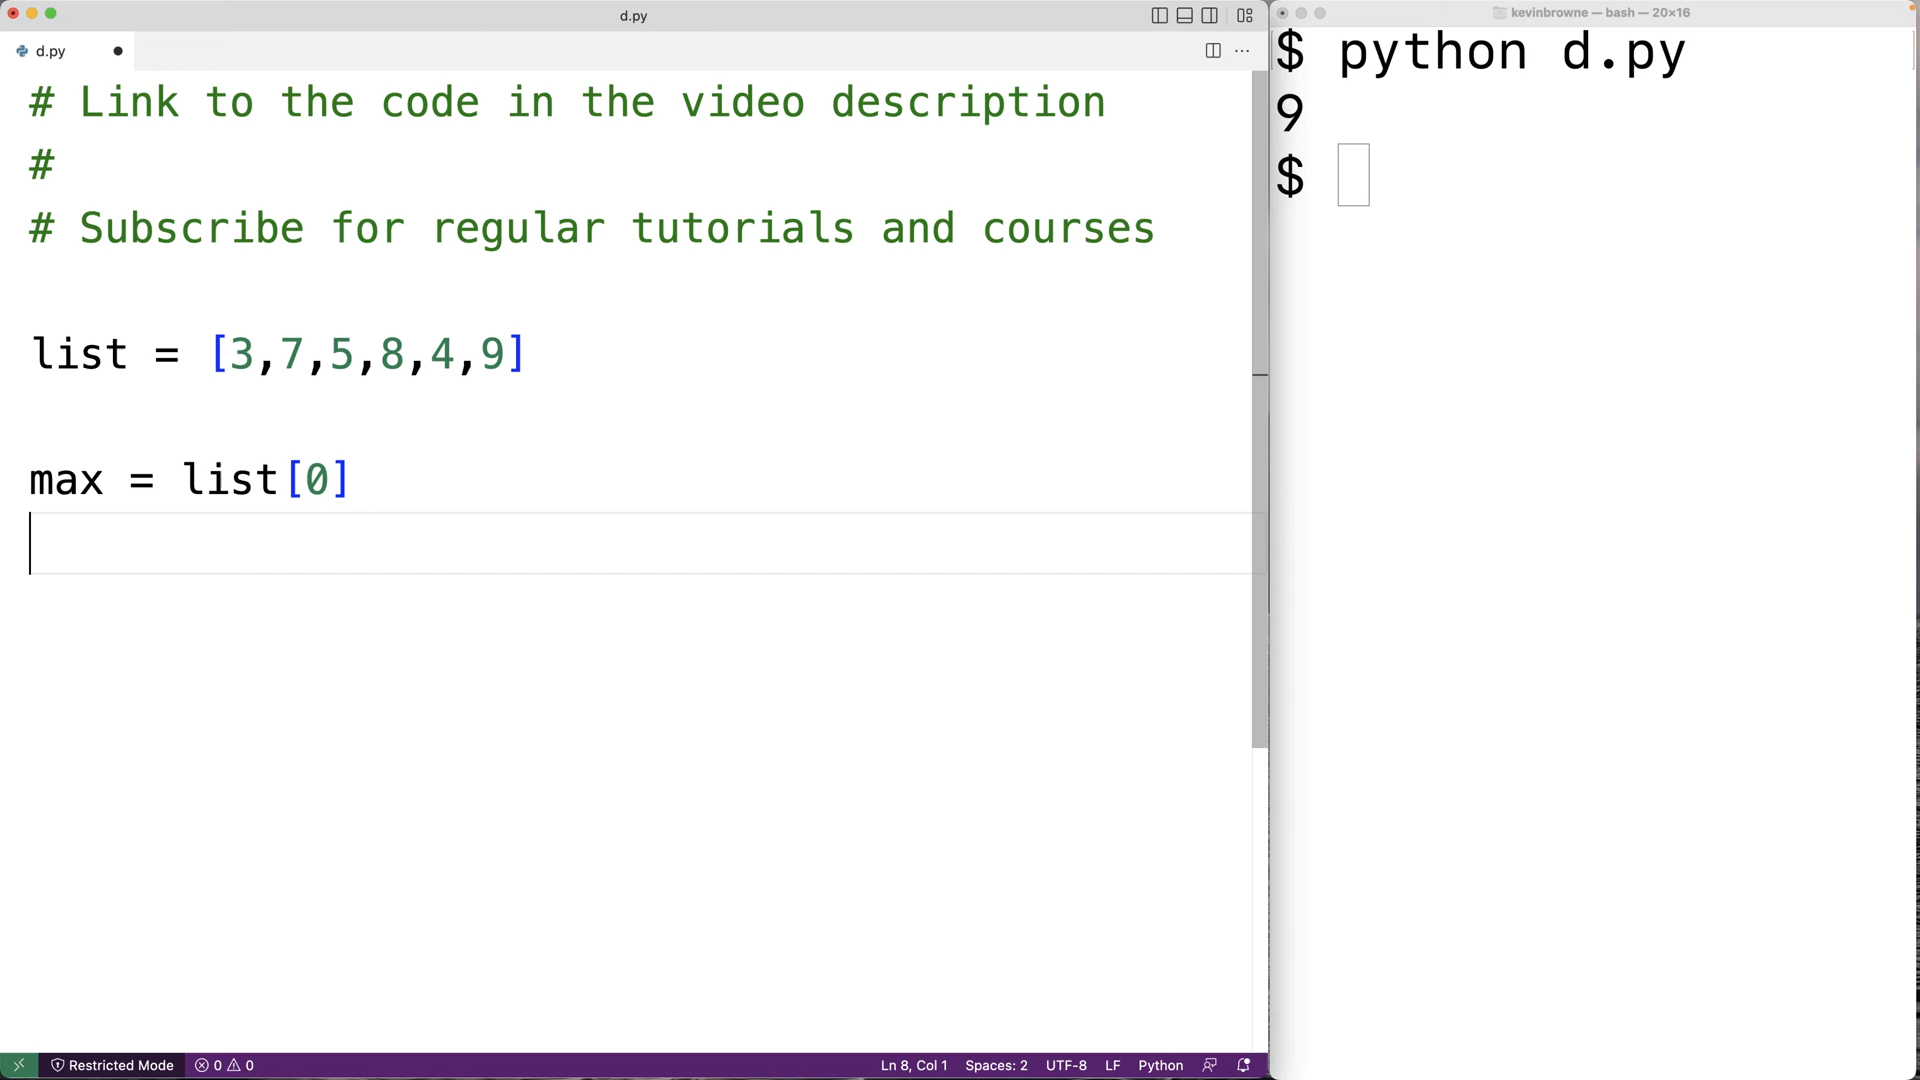 d.py
d.py
# Link to the code in the video description
#
# Subscribe for regular tutorials and courses
list = [3,7,5,8,4,9]
max = list[0]
Restricted Mode
0 0
Ln 8, Col 1
Spaces: 2
UTF-8
LF
Python
kevinbrowne — bash — 20×16
$ python d.py
9
$